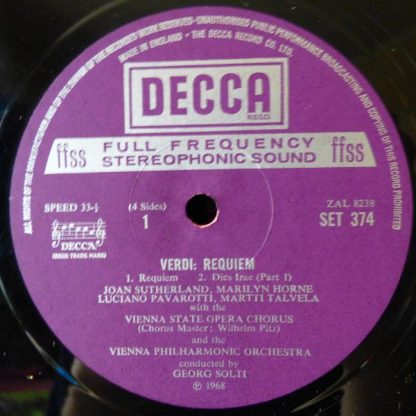 ALL RIGHTS OF THE MANUFACTURER AND OF THE OWNER OF THE RECORDED WORK RESERVED·UNAUTHORISED PUBLIC PERFORMANCE BROADCASTING AND COPYING OF THIS RECORD PROHIBITED
MADE IN ENGLAND · THE DECCA RECORD CO. LTD.
DECCA
REGD
ffss FULL FREQUENCY ffss
STEREOPHONIC SOUND
SPEED 33⅓ (4 Sides) ZAL 8238
1 SET 374
DECCA
(REGD TRADE MARK)
VERDI: REQUIEM
1. Requiem 2. Dies Irae (Part 1)
JOAN SUTHERLAND, MARILYN HORNE
LUCIANO PAVAROTTI, MARTTI TALVELA
with the
VIENNA STATE OPERA CHORUS
(Chorus Master: Wilhelm Pitz)
and the
VIENNA PHILHARMONIC ORCHESTRA
conducted by
GEORG SOLTI
Ⓟ 1968